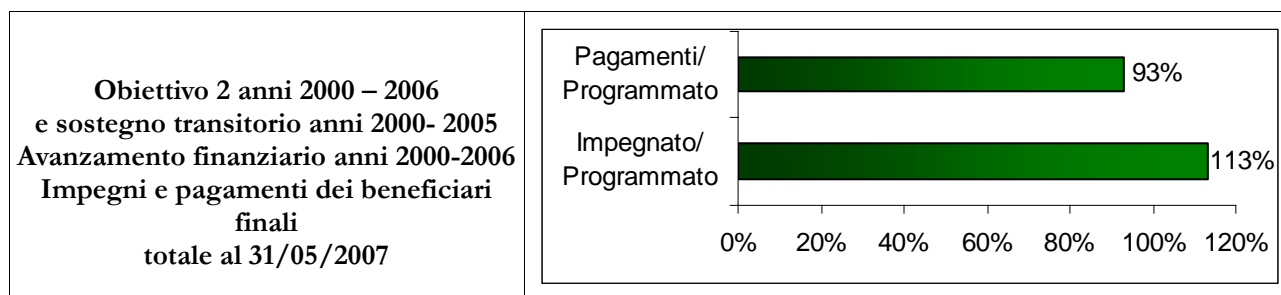 Obiettivo 2 anni 2000 – 2006
e sostegno transitorio anni 2000- 2005
Avanzamento finanziario anni 2000-2006
Impegni e pagamenti dei beneficiari
finali
totale al 31/05/2007
Pagamenti/
Programmato
93%
Impegnato/
Programmato
113%
0% 20% 40% 60% 80% 100% 120%